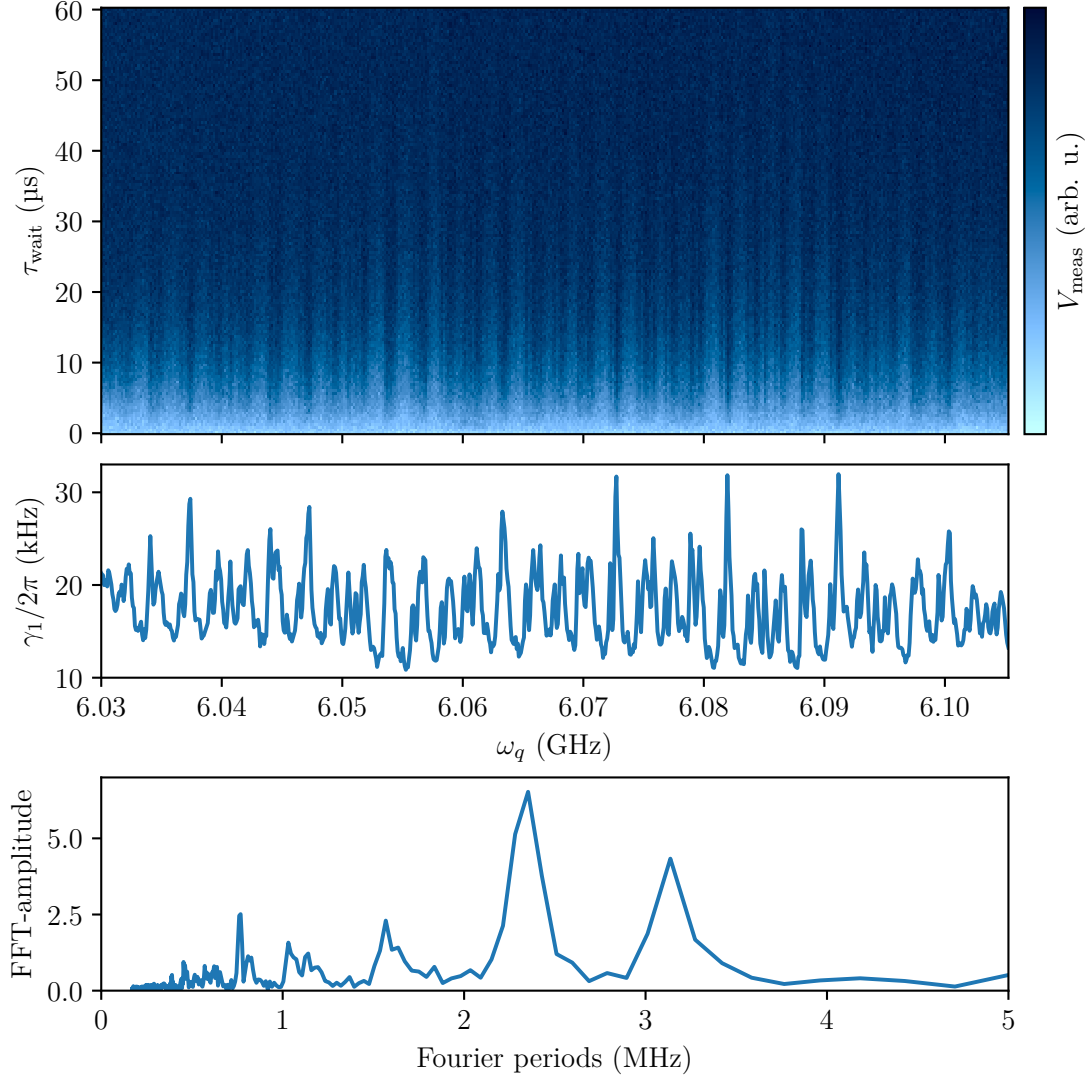 60
50
40
30
20
10
0
τwait (µs)
Vmeas (arb. u.)
30
20
10
γ1/2π (kHz)
6.03 6.04 6.05 6.06 6.07 6.08 6.09 6.10
ωq (GHz)
5.0
2.5
0.0
FFT-amplitude
0 1 2 3 4 5
Fourier periods (MHz)